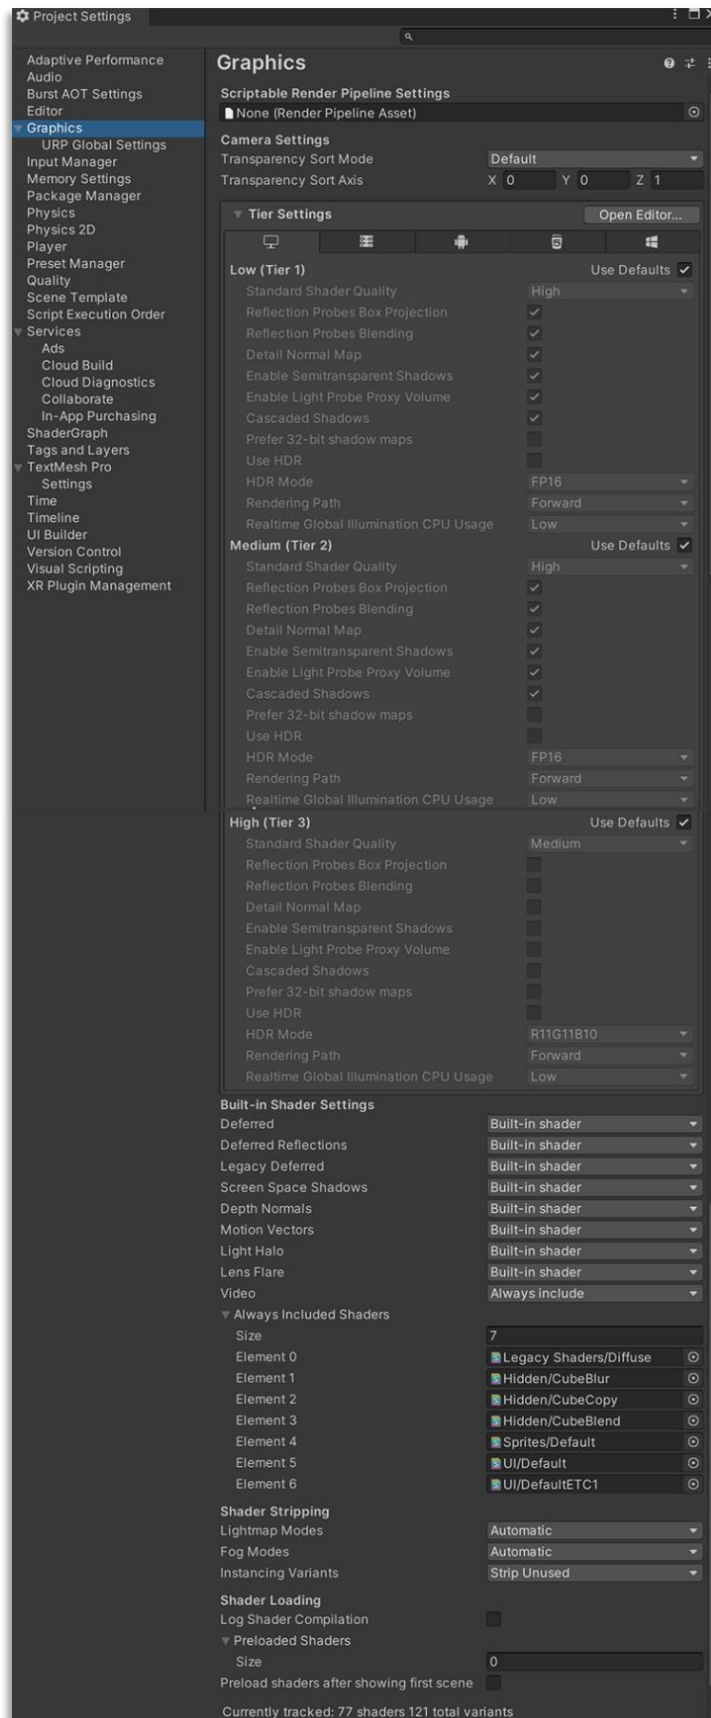 Project Settings
Adaptive Performance
Audio
Burst AOT Settings
Editor
Graphics
URP Global Settings
Input Manager
Memory Settings
Package Manager
Physics
Physics 2D
Player
Preset Manager
Quality
Scene Template
Script Execution Order
Services
Ads
Cloud Build
Cloud Diagnostics
Collaborate
In-App Purchasing
ShaderGraph
Tags and Layers
TextMesh Pro
Settings
Time
Timeline
UI Builder
Version Control
Visual Scripting
XR Plugin Management
Graphics
Scriptable Render Pipeline Settings
None (Render Pipeline Asset)
Camera Settings
Transparency Sort Mode Default
Transparency Sort Axis X 0 Y 0 Z 1
Tier Settings Open Editor...
Low (Tier 1) Use Defaults
Standard Shader Quality High
Reflection Probes Box Projection
Reflection Probes Blending
Detail Normal Map
Enable Semitransparent Shadows
Enable Light Probe Proxy Volume
Cascaded Shadows
Prefer 32-bit shadow maps
Use HDR
HDR Mode FP16
Rendering Path Forward
Realtime Global Illumination CPU Usage Low
Medium (Tier 2) Use Defaults
Standard Shader Quality High
Reflection Probes Box Projection
Reflection Probes Blending
Detail Normal Map
Enable Semitransparent Shadows
Enable Light Probe Proxy Volume
Cascaded Shadows
Prefer 32-bit shadow maps
Use HDR
HDR Mode FP16
Rendering Path Forward
Realtime Global Illumination CPU Usage Low
High (Tier 3) Use Defaults
Standard Shader Quality Medium
Reflection Probes Box Projection
Reflection Probes Blending
Detail Normal Map
Enable Semitransparent Shadows
Enable Light Probe Proxy Volume
Cascaded Shadows
Prefer 32-bit shadow maps
Use HDR
HDR Mode R11G11B10
Rendering Path Forward
Realtime Global Illumination CPU Usage Low
Built-in Shader Settings
Deferred Built-in shader
Deferred Reflections Built-in shader
Legacy Deferred Built-in shader
Screen Space Shadows Built-in shader
Depth Normals Built-in shader
Motion Vectors Built-in shader
Light Halo Built-in shader
Lens Flare Built-in shader
Video Always include
Always Included Shaders
Size 7
Element 0 Legacy Shaders/Diffuse
Element 1 Hidden/CubeBlur
Element 2 Hidden/CubeCopy
Element 3 Hidden/CubeBlend
Element 4 Sprites/Default
Element 5 UI/Default
Element 6 UI/DefaultETC1
Shader Stripping
Lightmap Modes Automatic
Fog Modes Automatic
Instancing Variants Strip Unused
Shader Loading
Log Shader Compilation
Preloaded Shaders
Size 0
Preload shaders after showing first scene
Currently tracked: 77 shaders 121 total variants